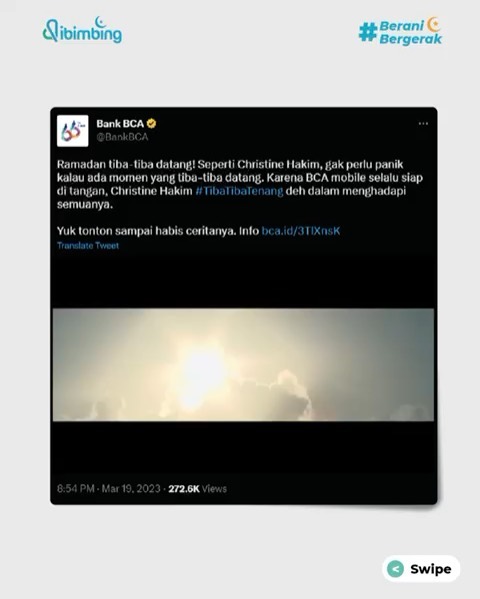 dibimbing
#Berani
Bergerak
66
Bank BCA
@BankBCA
Ramadan tiba-tiba datang! Seperti Christine Hakim, gak perlu panik
kalau ada momen yang tiba-tiba datang. Karena BCA mobile selalu siap
di tangan, Christine Hakim #TibaTibaTenang deh dalam menghadapi
semuanya.
Yuk tonton sampai habis ceritanya. Info bca.id/3TlXnsK
Translate Tweet
8:54 PM · Mar 19, 2023 · 272.6K Views
< Swipe